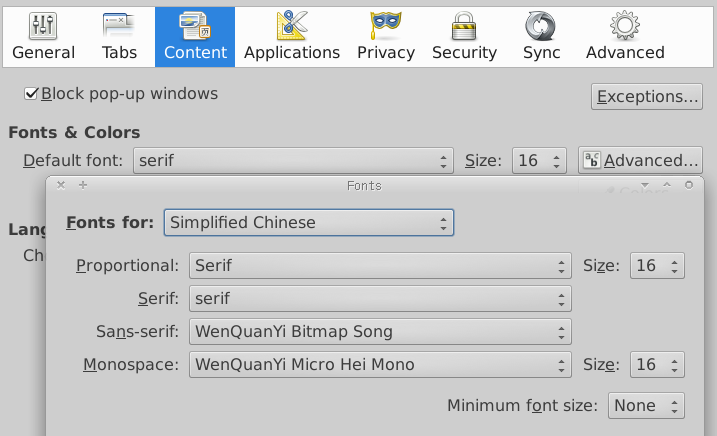 General Tabs Content Applications Privacy Security Sync Advanced
Block pop-up windows Exceptions...
Fonts & Colors
Default font: serif Size: 16 Advanced...
Fonts
Fonts for: Simplified Chinese
Proportional: Serif Size: 16
Serif: serif
Sans-serif: WenQuanYi Bitmap Song
Monospace: WenQuanYi Micro Hei Mono Size: 16
Minimum font size: None